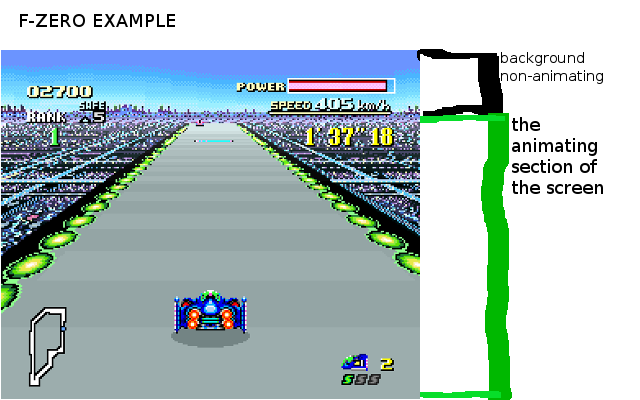 F-ZERO EXAMPLE
02700
POWER
SAFE
SPEED 405 km/h
RANK 5
1
1'37"18
2
SSS
background
non-animating
the
animating
section of
the screen